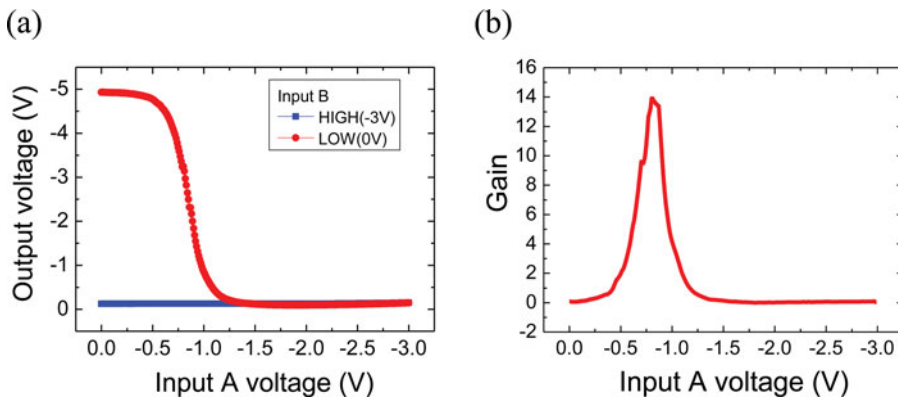 (a)
Output voltage (V)
-5
-4
-3
-2
-1
0
Input B
HIGH(-3V)
LOW(0V)
0.0 -0.5 -1.0 -1.5 -2.0 -2.5 -3.0
Input A voltage (V)
(b)
Gain
16
14
12
10
8
6
4
2
0
-2
0.0 -0.5 -1.0 -1.5 -2.0 -2.5 -3.0
Input A voltage (V)